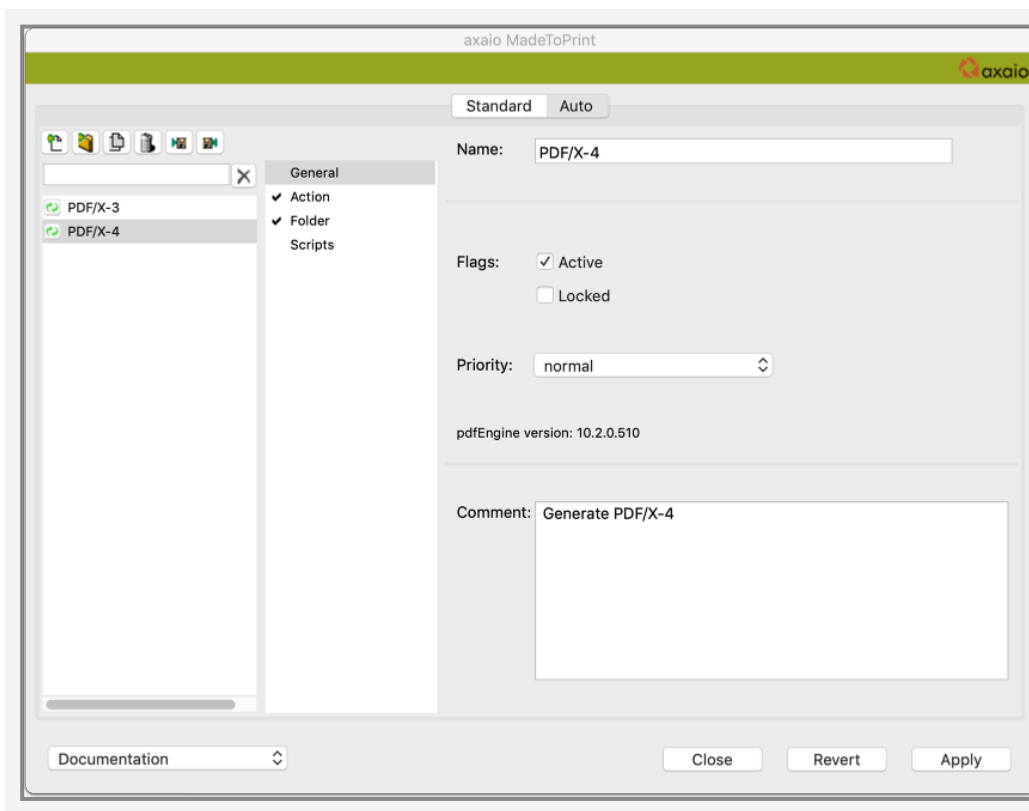 axaio MadeToPrint
axaio
Standard Auto
Name: PDF/X-4
General
Action
Folder
Scripts
PDF/X-3
PDF/X-4
Flags: Active
Locked
Priority: normal
pdfEngine version: 10.2.0.510
Comment: Generate PDF/X-4
Documentation
Close Revert Apply